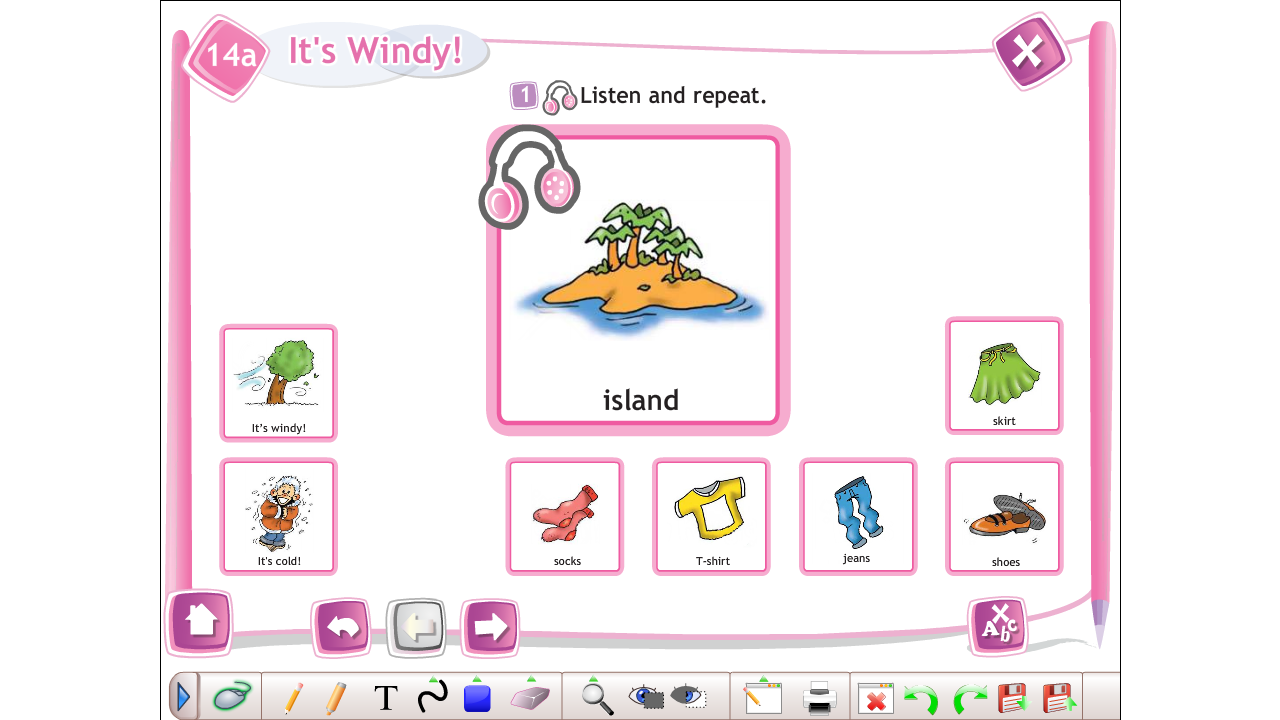 14a It's Windy!
1 Listen and repeat.
island
It's windy!
skirt
It's cold!
socks
T-shirt
jeans
shoes
A b c
T